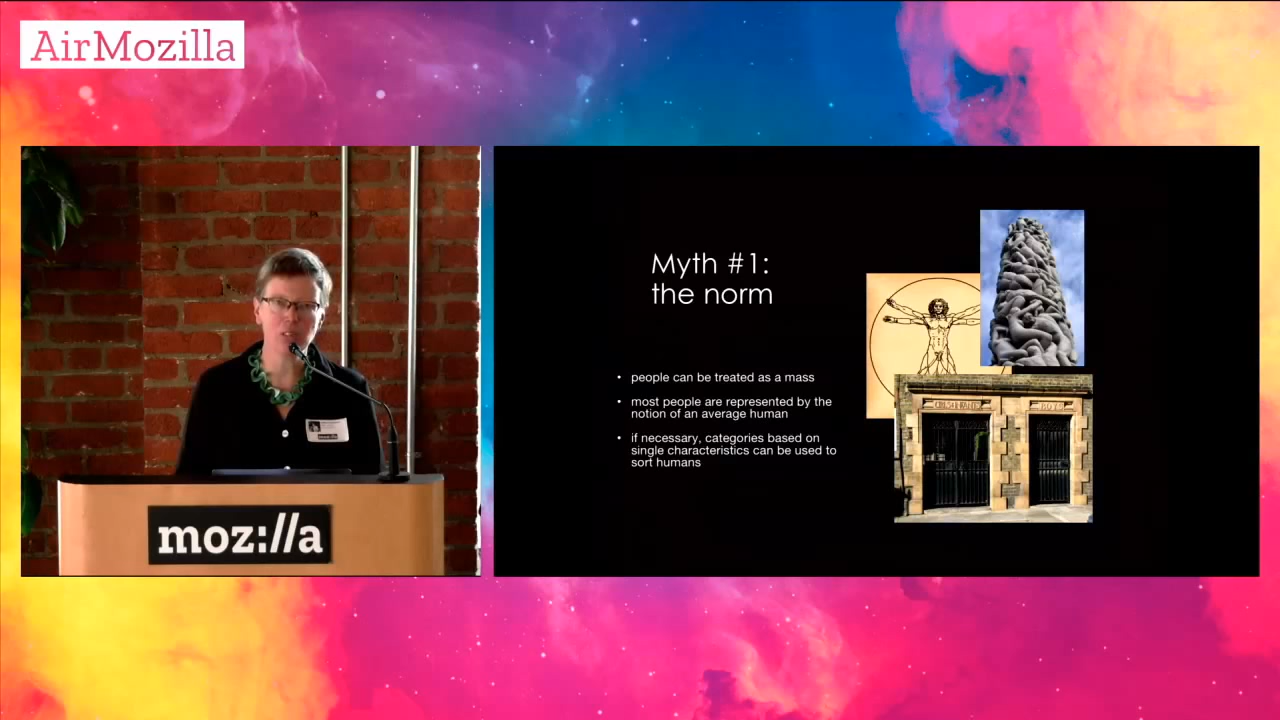 AirMozilla
Myth #1:
the norm
• people can be treated as a mass
• most people are represented by the
notion of an average human
• if necessary, categories based on
single characteristics can be used to
sort humans
moz://a